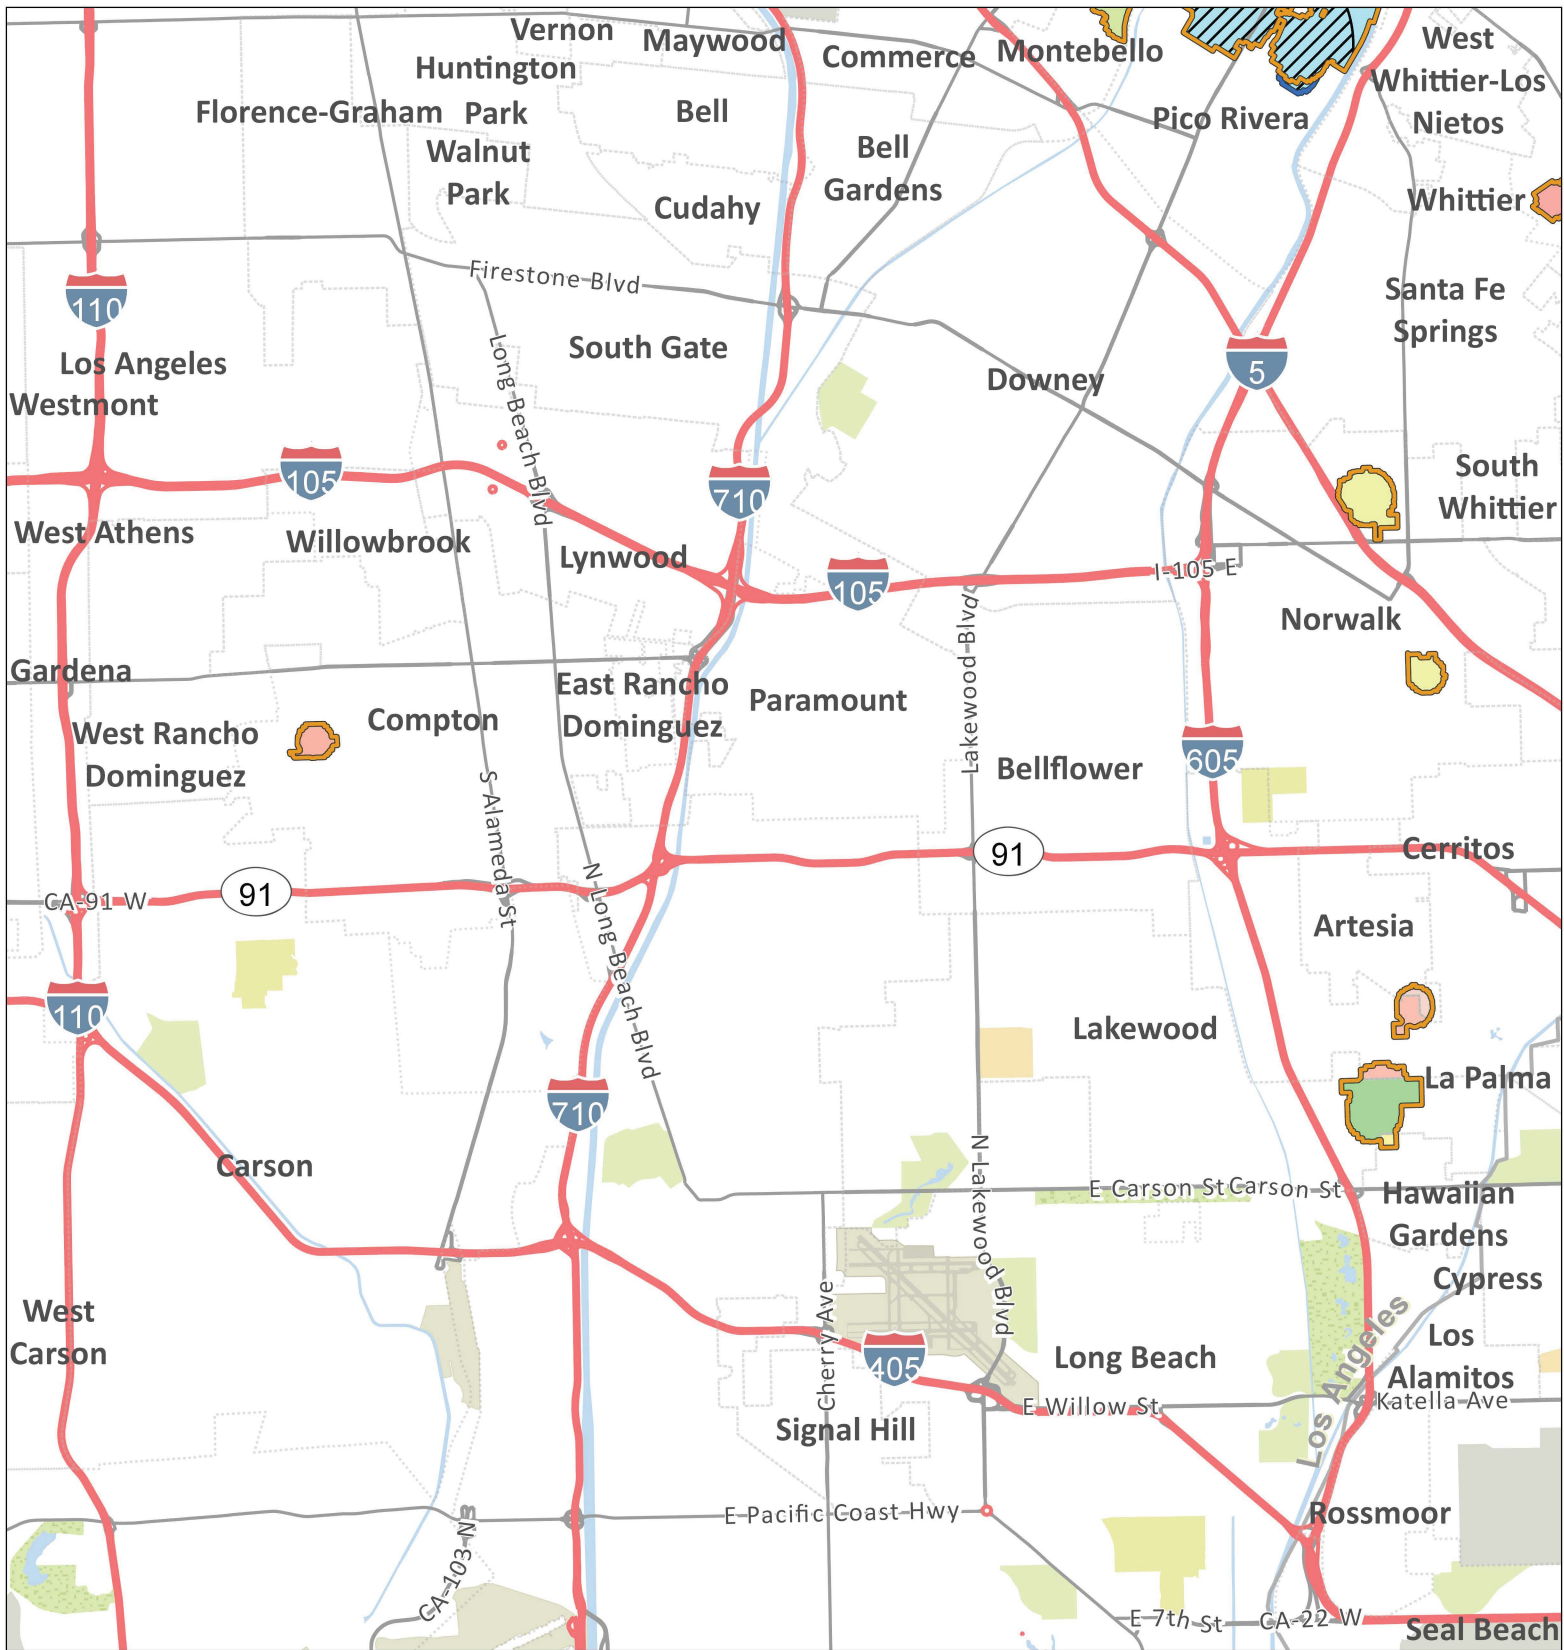 Vernon
Maywood
Commerce
Montebello
West
Whittier-Los
Nietos
Huntington
Park
Florence-Graham
Bell
Pico Rivera
Walnut
Park
Bell
Gardens
Cudahy
Whittier
Firestone Blvd
110
Santa Fe
Springs
Long Beach Blvd
South Gate
Los Angeles
Westmont
5
Downey
105
710
South
Whittier
West Athens
Willowbrook
Lynwood
105
I-105 E
Norwalk
Lakewood Blvd
Gardena
East Rancho
Dominguez
Paramount
West Rancho
Dominguez
Compton
605
Bellflower
S Alameda St
91
Cerritos
CA-91 W
91
N Long Beach Blvd
Artesia
110
Lakewood
La Palma
710
Carson
N Lakewood Blvd
E Carson St
Carson St
Hawaiian
Gardens
Cypress
West
Carson
Cherry Ave
405
Long Beach
Los Angeles
Los
Alamitos
Katella Ave
E Willow St
Signal Hill
E Pacific Coast Hwy
Rossmoor
CA-103 N
E 7th St
CA-22 W
Seal Beach